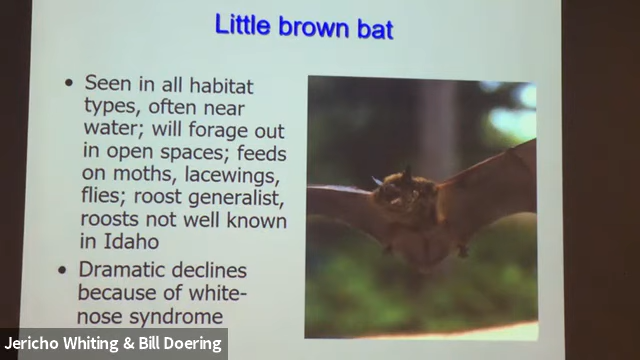 Little brown bat
• Seen in all habitat
types, often near
water; will forage out
in open spaces; feeds
on moths, lacewings,
flies; roost generalist,
roosts not well known
in Idaho
• Dramatic declines
because of white-
nose syndrome
Jericho Whiting & Bill Doering